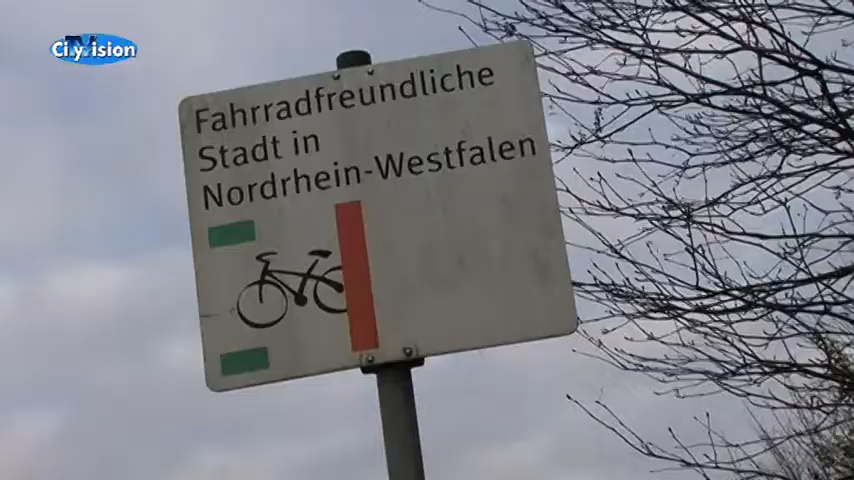 CityVision
Fahrradfreundliche
Stadt in
Nordrhein-Westfalen